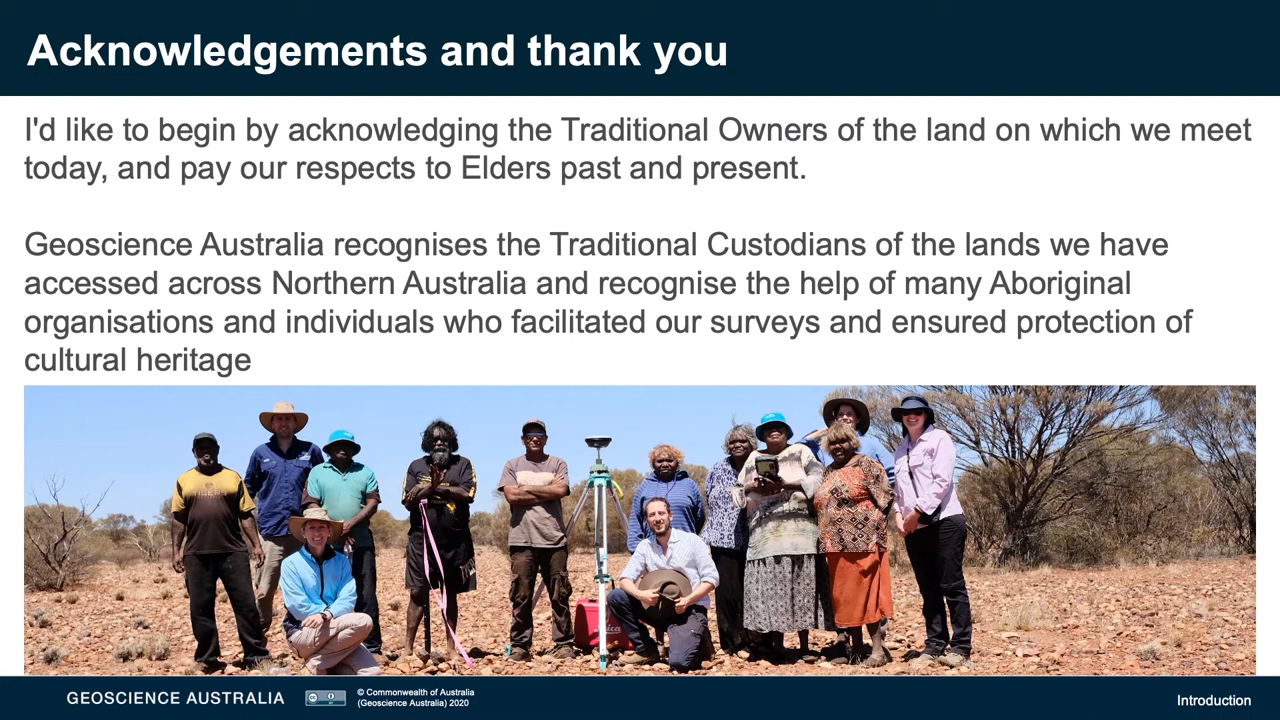 Acknowledgements and thank you
I'd like to begin by acknowledging the Traditional Owners of the land on which we meet
today, and pay our respects to Elders past and present.
Geoscience Australia recognises the Traditional Custodians of the lands we have
accessed across Northern Australia and recognise the help of many Aboriginal
organisations and individuals who facilitated our surveys and ensured protection of
cultural heritage
GEOSCIENCE AUSTRALIA
© Commonwealth of Australia
(Geoscience Australia) 2020
Introduction